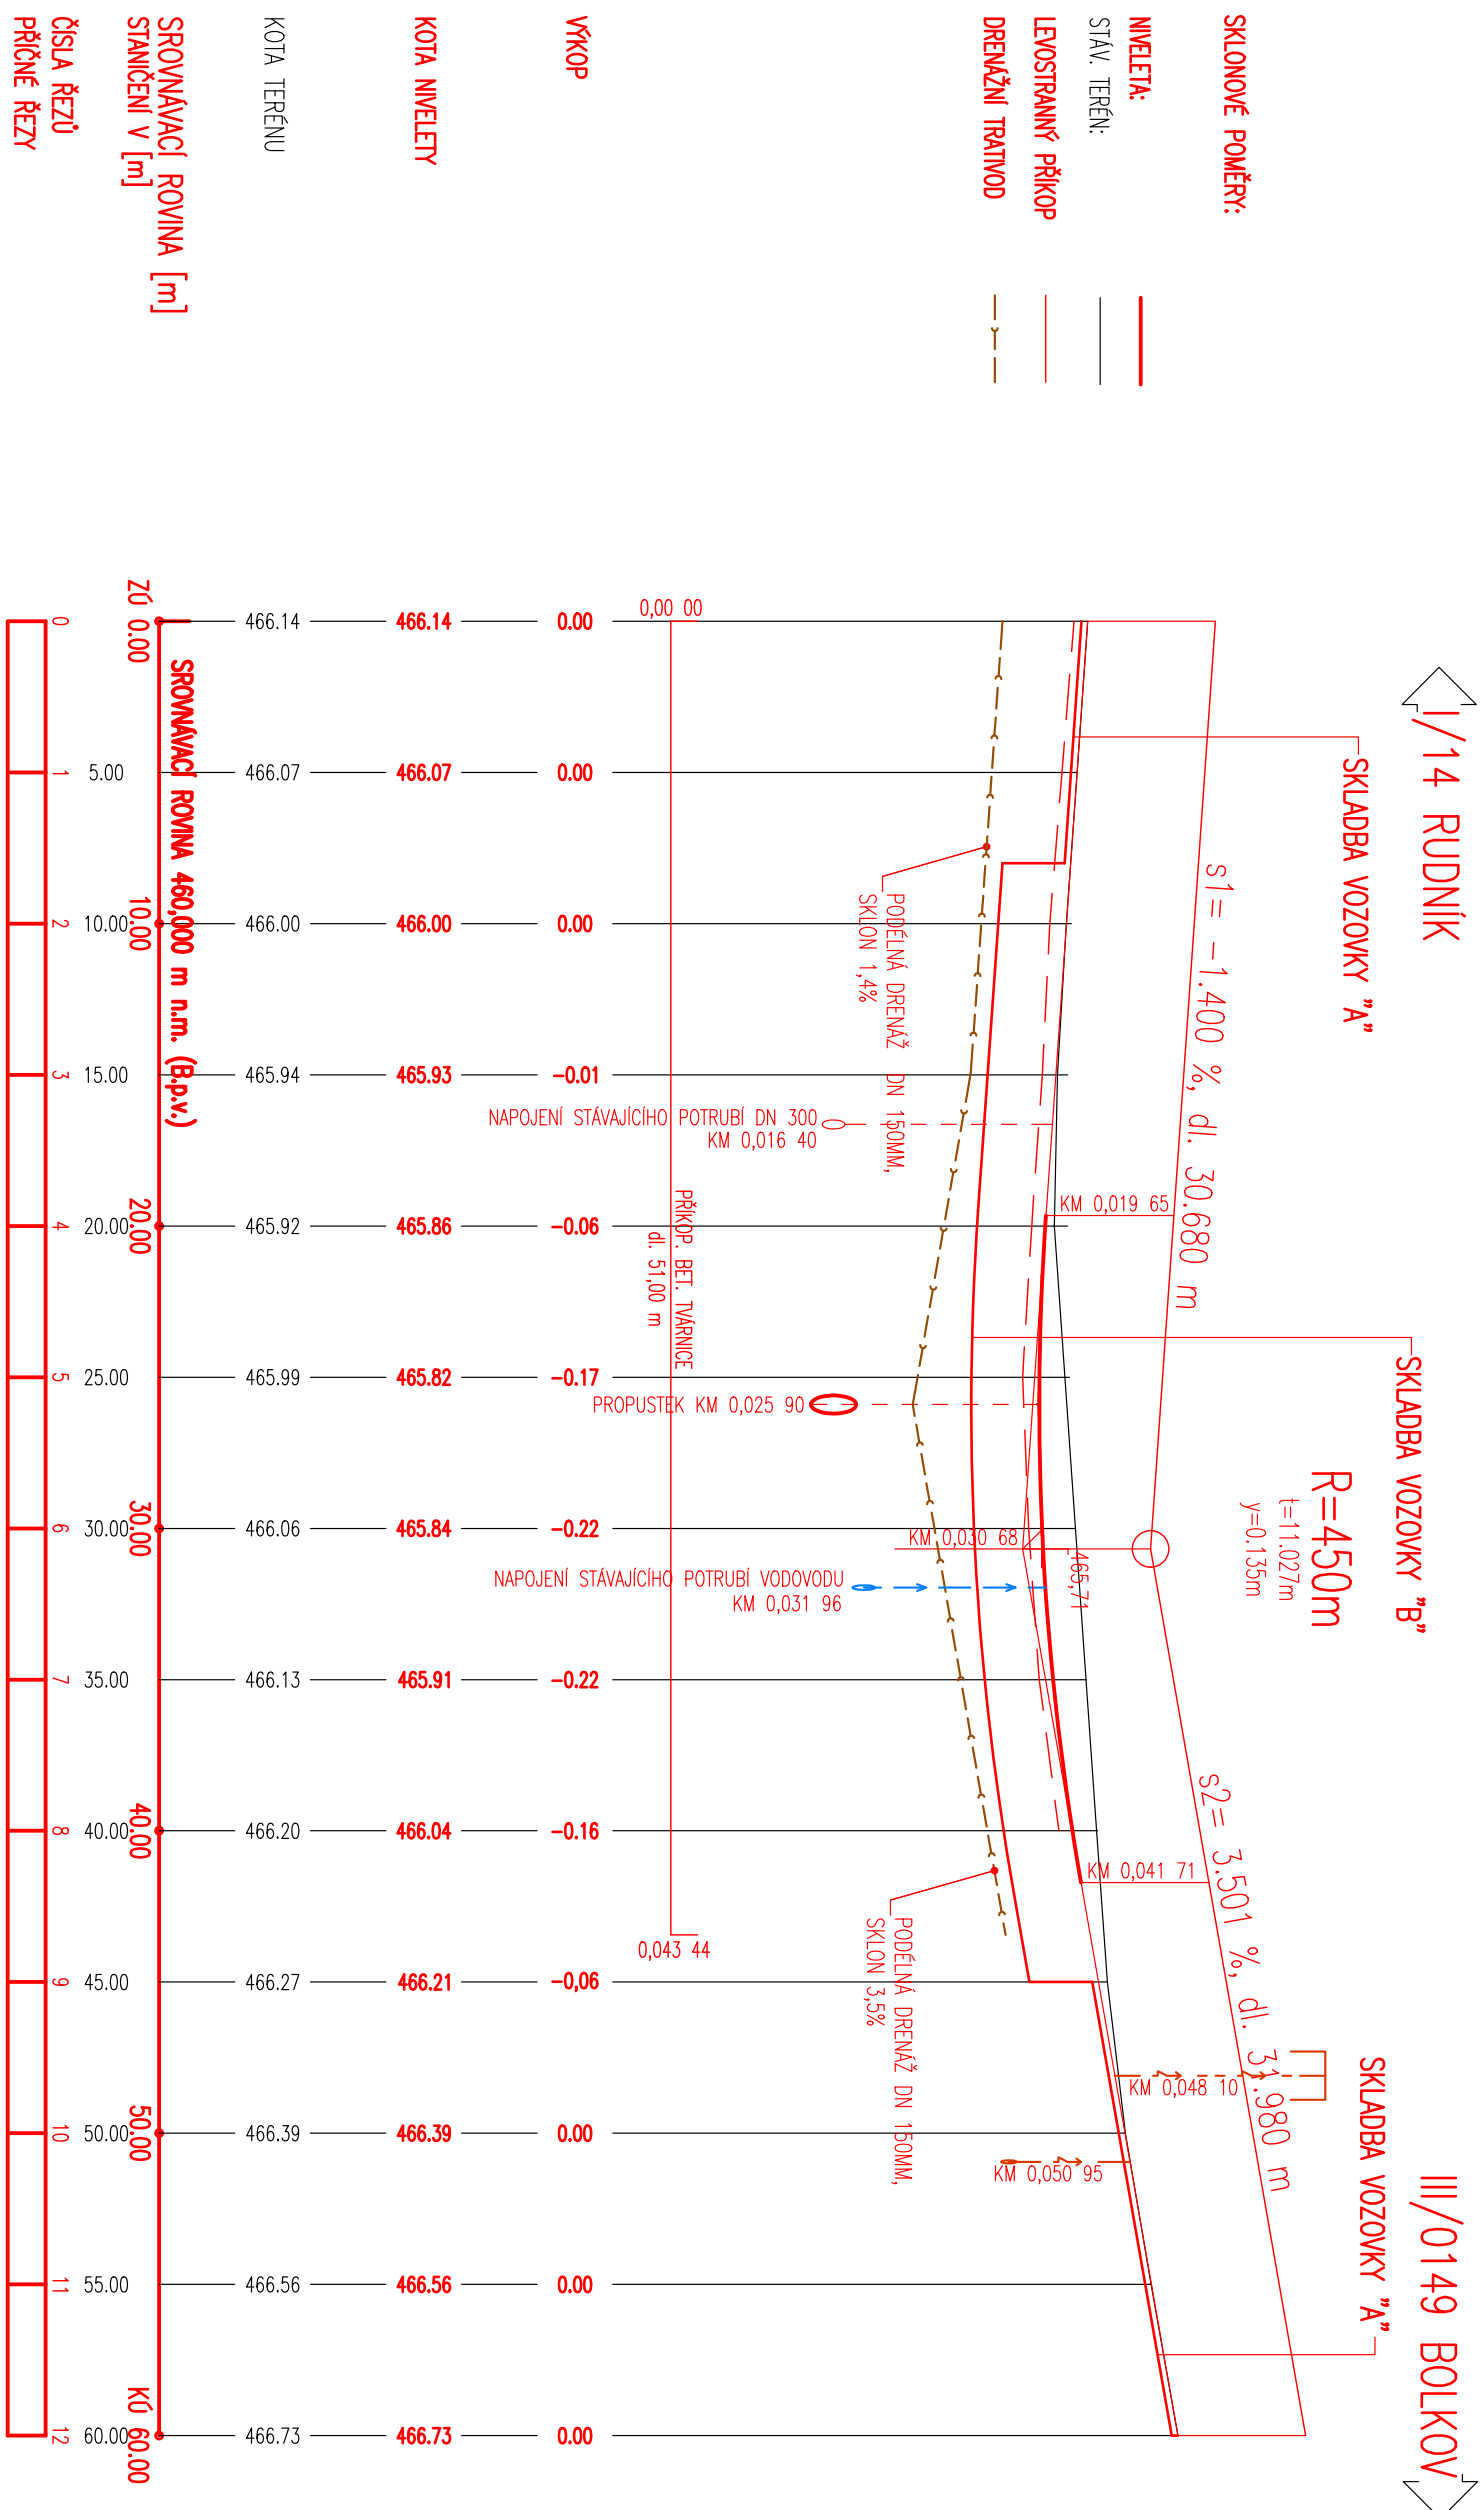 SKLONOVÉ POMĚRY:
NIVELETA:
STÁV. TERÉN:
LEVOSTRANNÝ PŘÍKOP
DRENÁŽNÍ TRATIVOD
VÝKOP
KOTA NIVELETY
KOTA TERÉNU
SROVNÁVACÍ ROVINA [m]
STANIČENÍ V [m]
ČÍSLA ŘEZŮ
PŘÍČNÉ ŘEZY
I/14 RUDNÍK
III/0149 BOLKOV
SKLADBA VOZOVKY "A"
SKLADBA VOZOVKY "B"
SKLADBA VOZOVKY "A"
R=450m
t=11.027m
y=0.135m
s1= -1.400 %, dl. 30.680 m
s2= 3.501 %, dl. 31.980 m
KM 0,019 65
KM 0,041 71
KM 0,048 10
KM 0,050 95
KM 0,030 68
465,71
PODÉLNÁ DRENÁŽ DN 150MM,
SKLON 1,4%
PODÉLNÁ DRENÁŽ DN 150MM,
SKLON 3,5%
NAPOJENÍ STÁVAJÍCÍHO POTRUBÍ DN 300
KM 0,016 40
PROPUSTEK KM 0,025 90
NAPOJENÍ STÁVAJÍCÍHO POTRUBÍ VODOVODU
KM 0,031 96
0,00 00
PŘÍKOP. BET. TVÁRNICE
dl. 51,00 m
0,043 44
0.00 0.00 0.00 -0.01 -0.06 -0.17 -0.22 -0.22 -0.16 -0,06 0.00 0.00 0.00
466.14 466.07 466.00 465.93 465.86 465.82 465.84 465.91 466.04 466.21 466.39 466.56 466.73
466.14 466.07 466.00 465.94 465.92 465.99 466.06 466.13 466.20 466.27 466.39 466.56 466.73
SROVNÁVACÍ ROVINA 460,000 m n.m. (B.p.v.)
ZÚ 0.00 10.00 20.00 30.00 40.00 50.00 KÚ 60.00
5.00 10.00 15.00 20.00 25.00 30.00 35.00 40.00 45.00 50.00 55.00 60.00
0 1 2 3 4 5 6 7 8 9 10 11 12